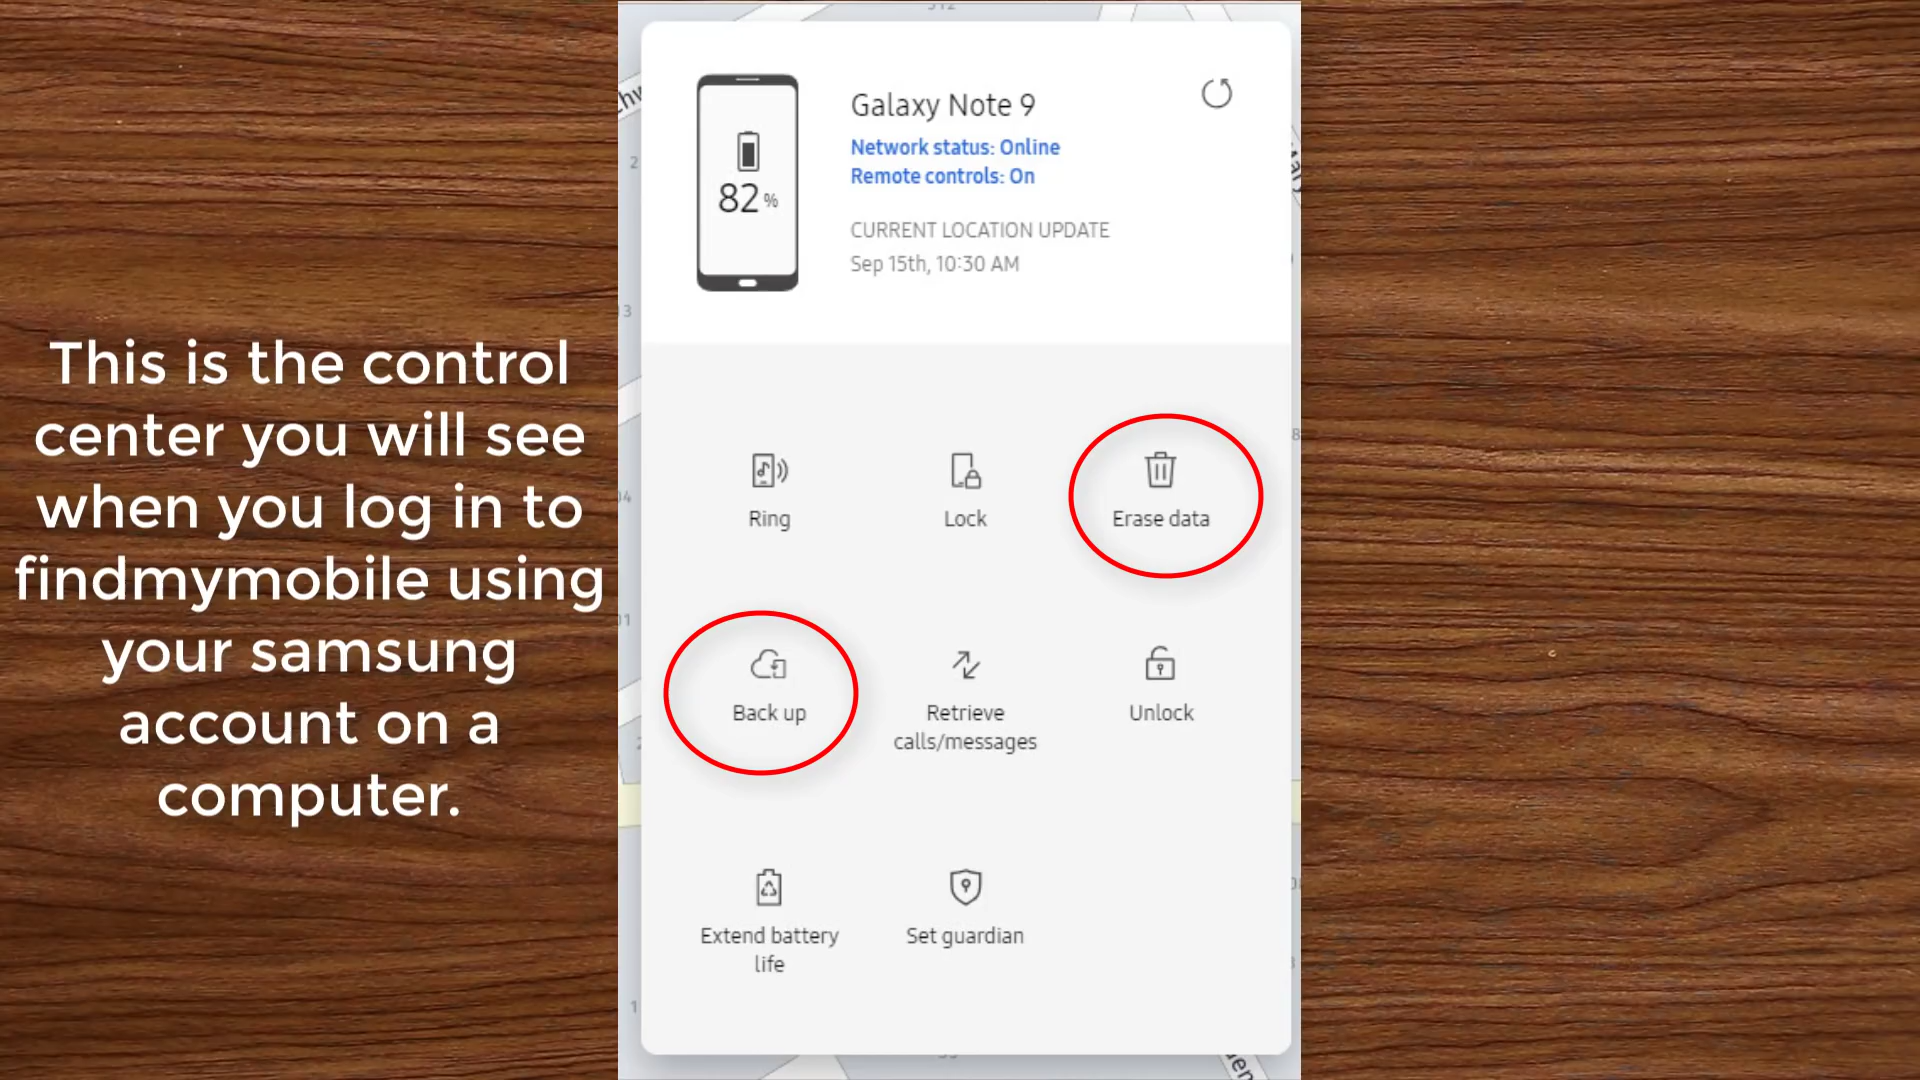 This is the control
center you will see
when you log in to
findmymobile using
your samsung
account on a
computer.
Galaxy Note 9
Network status: Online
Remote controls: On
82%
CURRENT LOCATION UPDATE
Sep 15th, 10:30 AM
Ring
Lock
Erase data
Back up
Retrieve
calls/messages
Unlock
Extend battery
life
Set guardian